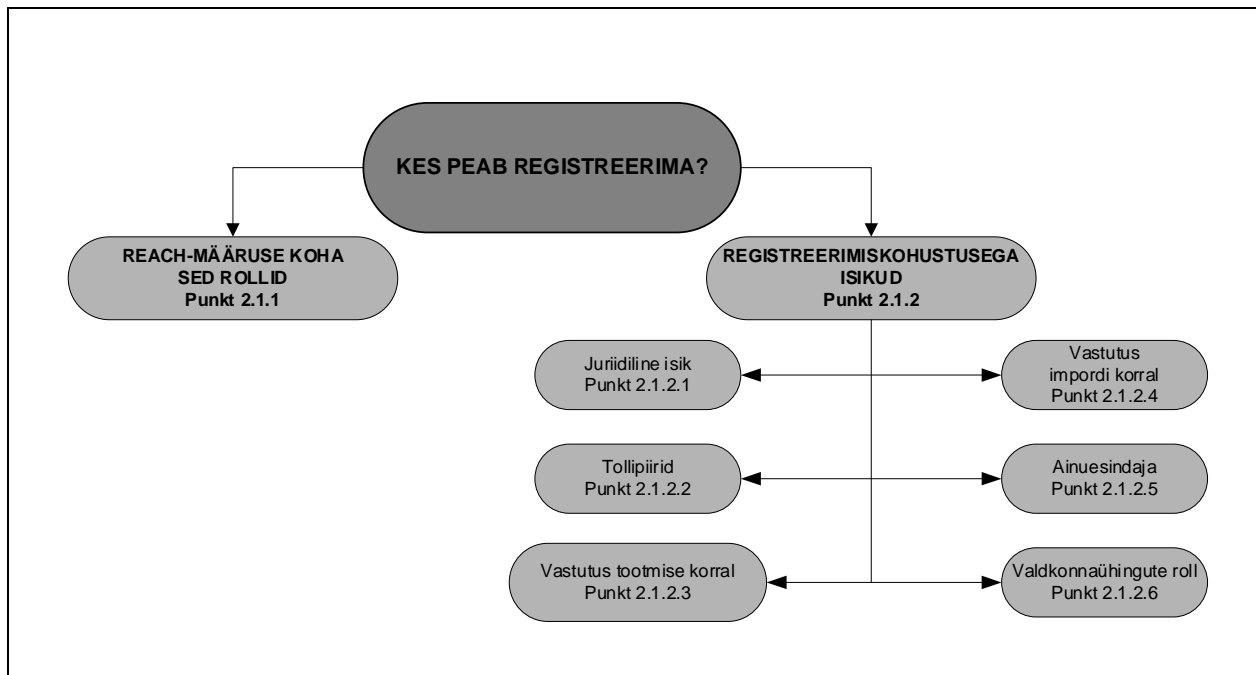 KES PEAB REGISTREERIMA?
REACH-MÄÄRUSE KOHA
SED ROLLID
Punkt 2.1.1
REGISTREERIMISKOHUSTUSEGA
ISIKUD
Punkt 2.1.2
Juriidiline isik
Punkt 2.1.2.1
Vastutus
impordi korral
Punkt 2.1.2.4
Tollipiirid
Punkt 2.1.2.2
Ainuesindaja
Punkt 2.1.2.5
Vastutus tootmise korral
Punkt 2.1.2.3
Valdkonnaühingute roll
Punkt 2.1.2.6